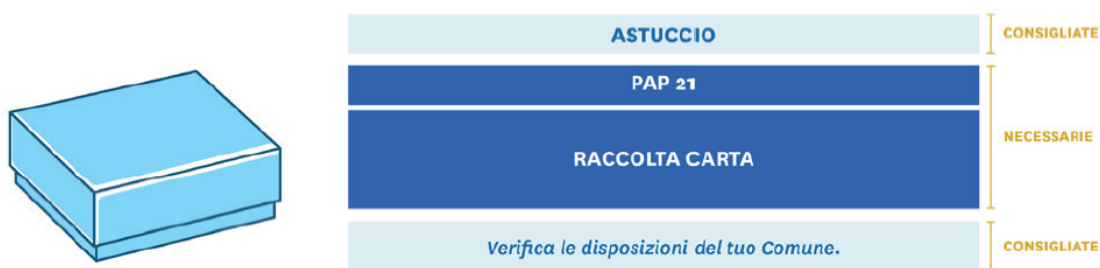 ASTUCCIO
CONSIGLIATE
PAP 21
NECESSARIE
RACCOLTA CARTA
Verifica le disposizioni del tuo Comune.
CONSIGLIATE